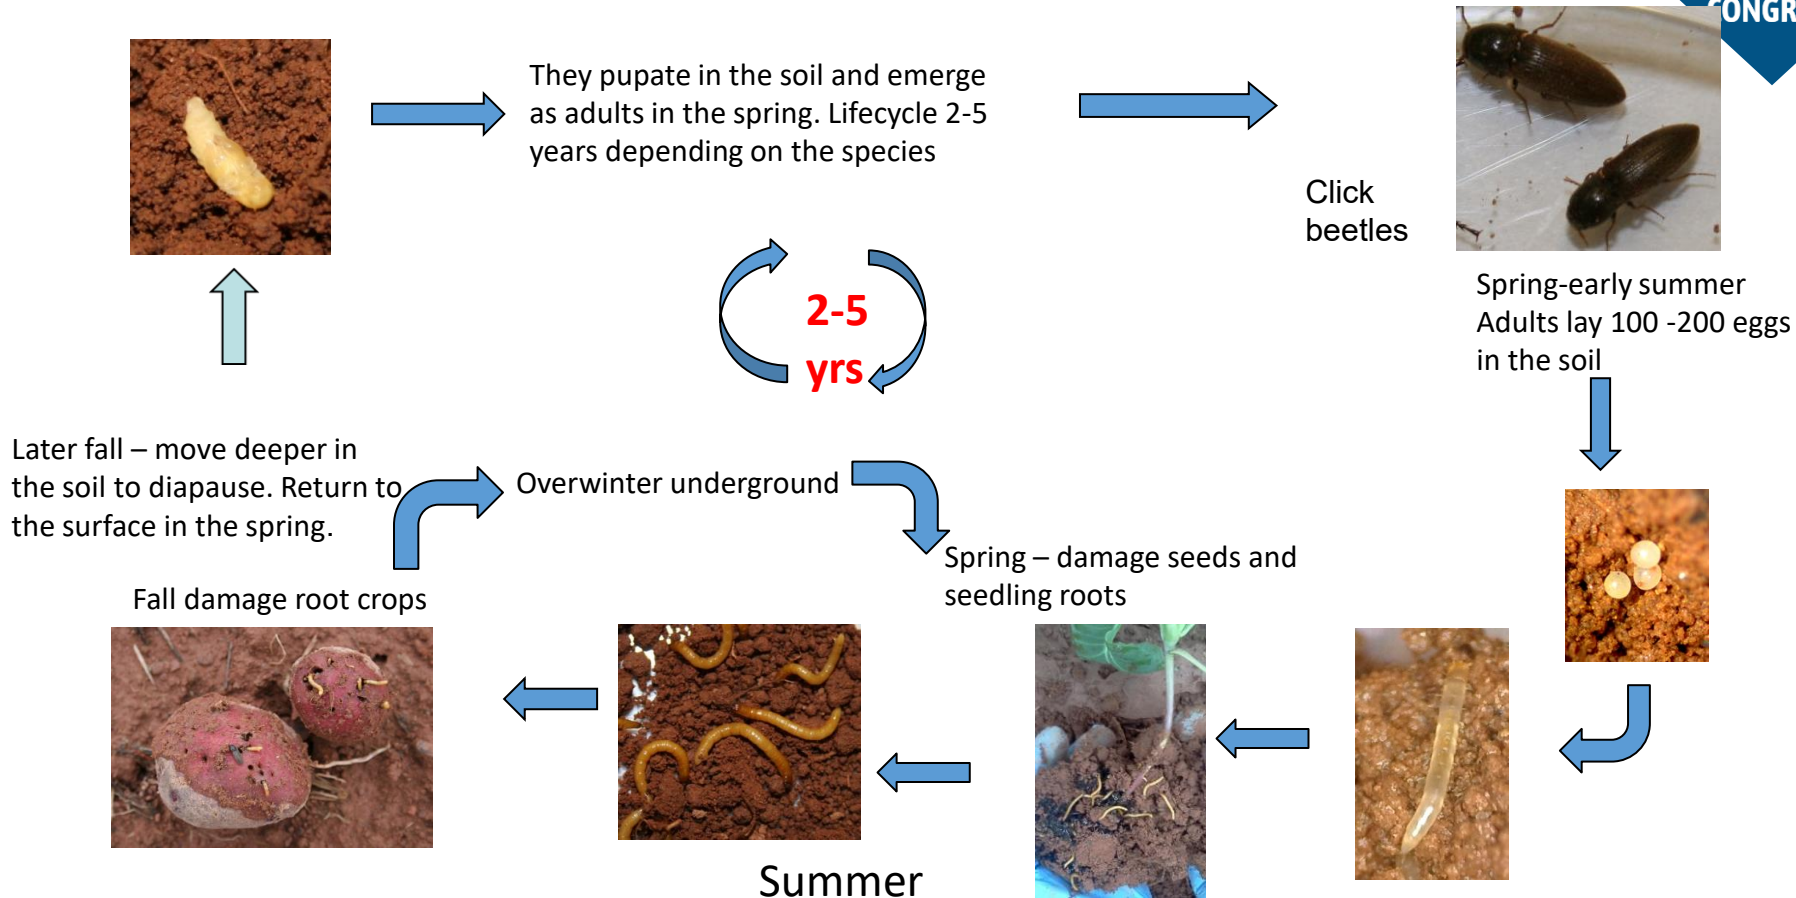 CONGR
They pupate in the soil and emerge
as adults in the spring. Lifecycle 2-5
years depending on the species
Click
beetles
Spring-early summer
Adults lay 100 -200 eggs
in the soil
2-5
yrs
Later fall – move deeper in
the soil to diapause. Return to
the surface in the spring.
Overwinter underground
Spring – damage seeds and
seedling roots
Fall damage root crops
Summer